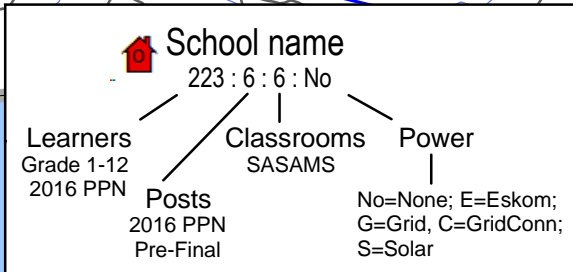 School name
O
223 : 6 : 6 : No
Learners
Grade 1-12
2016 PPN
Posts
2016 PPN
Pre-Final
Classrooms
SASAMS
Power
No=None; E=Eskom;
G=Grid, C=GridConn;
S=Solar